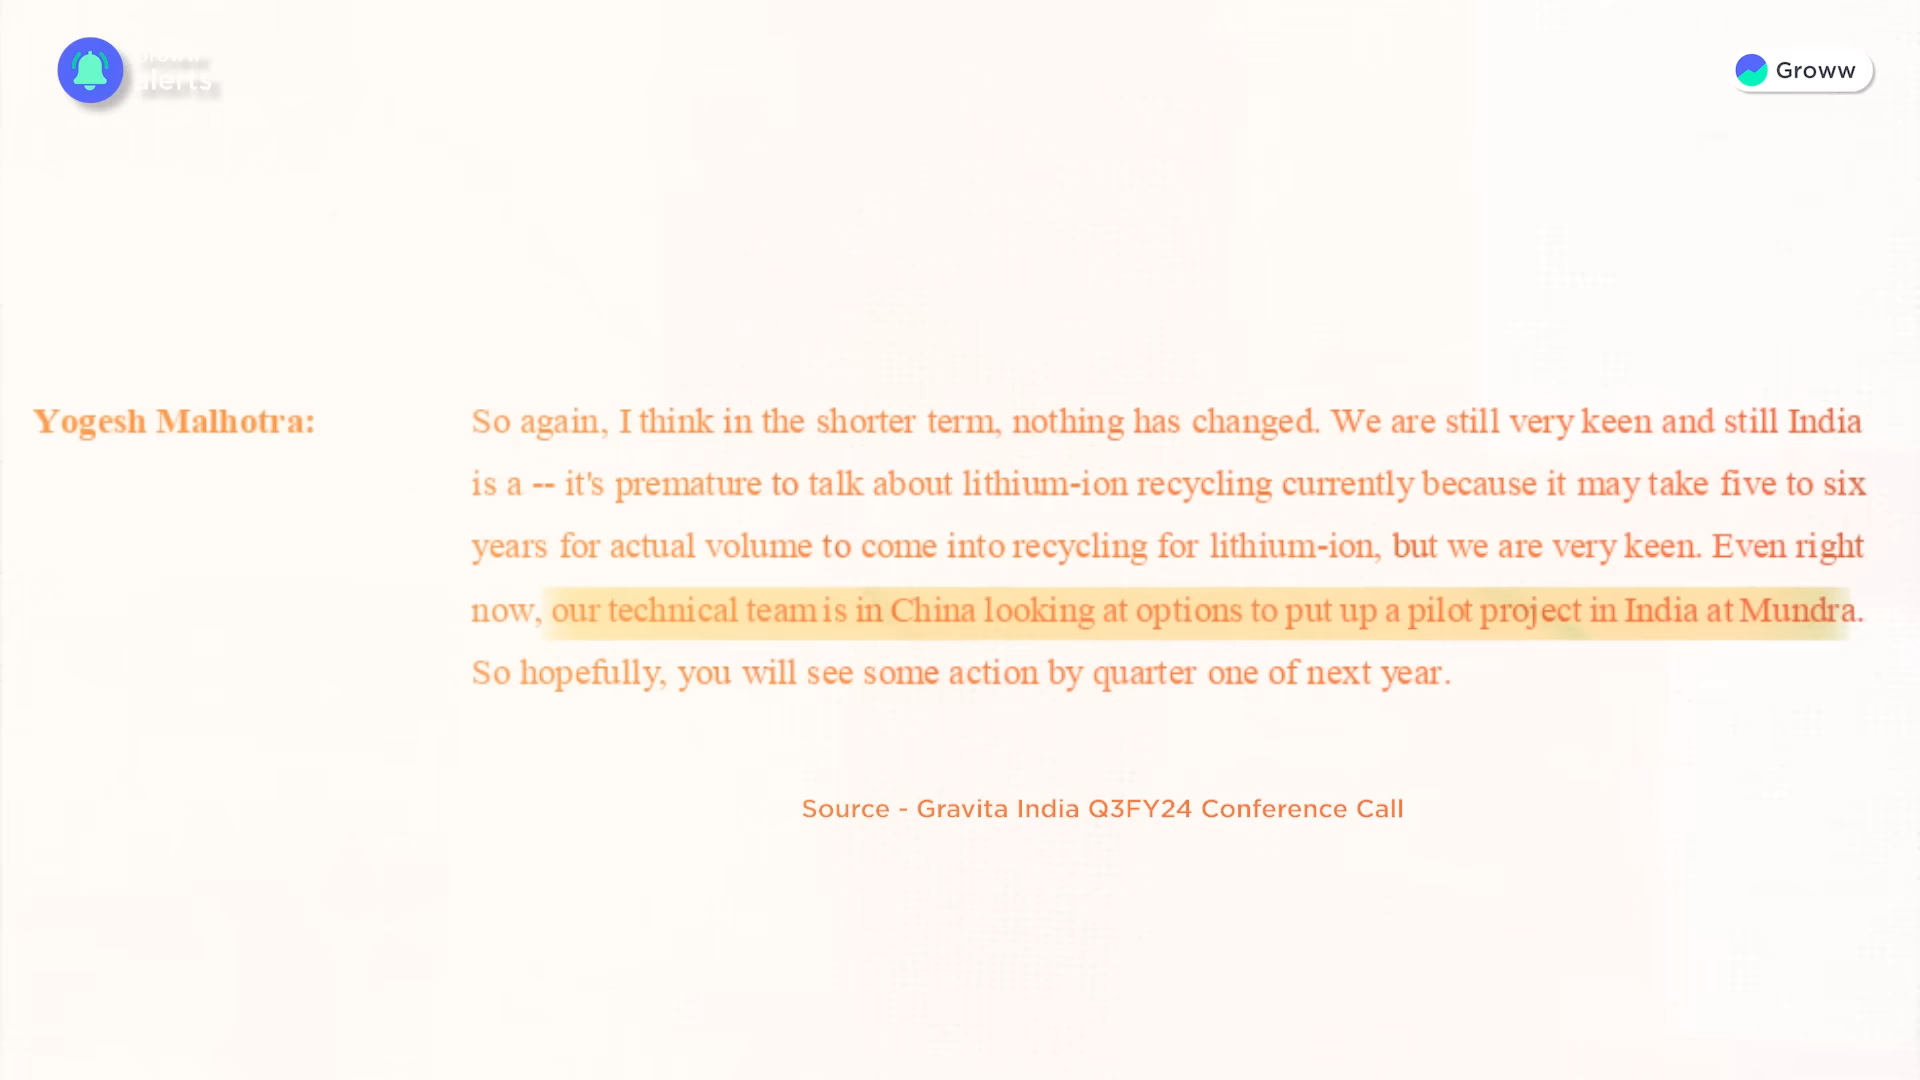 Groww
alerts
Groww
Yogesh Malhotra:
So again, I think in the shorter term, nothing has changed. We are still very keen and still India
is a -- it's premature to talk about lithium-ion recycling currently because it may take five to six
years for actual volume to come into recycling for lithium-ion, but we are very keen. Even right
now, our technical team is in China looking at options to put up a pilot project in India at Mundra.
So hopefully, you will see some action by quarter one of next year.
Source - Gravita India Q3FY24 Conference Call